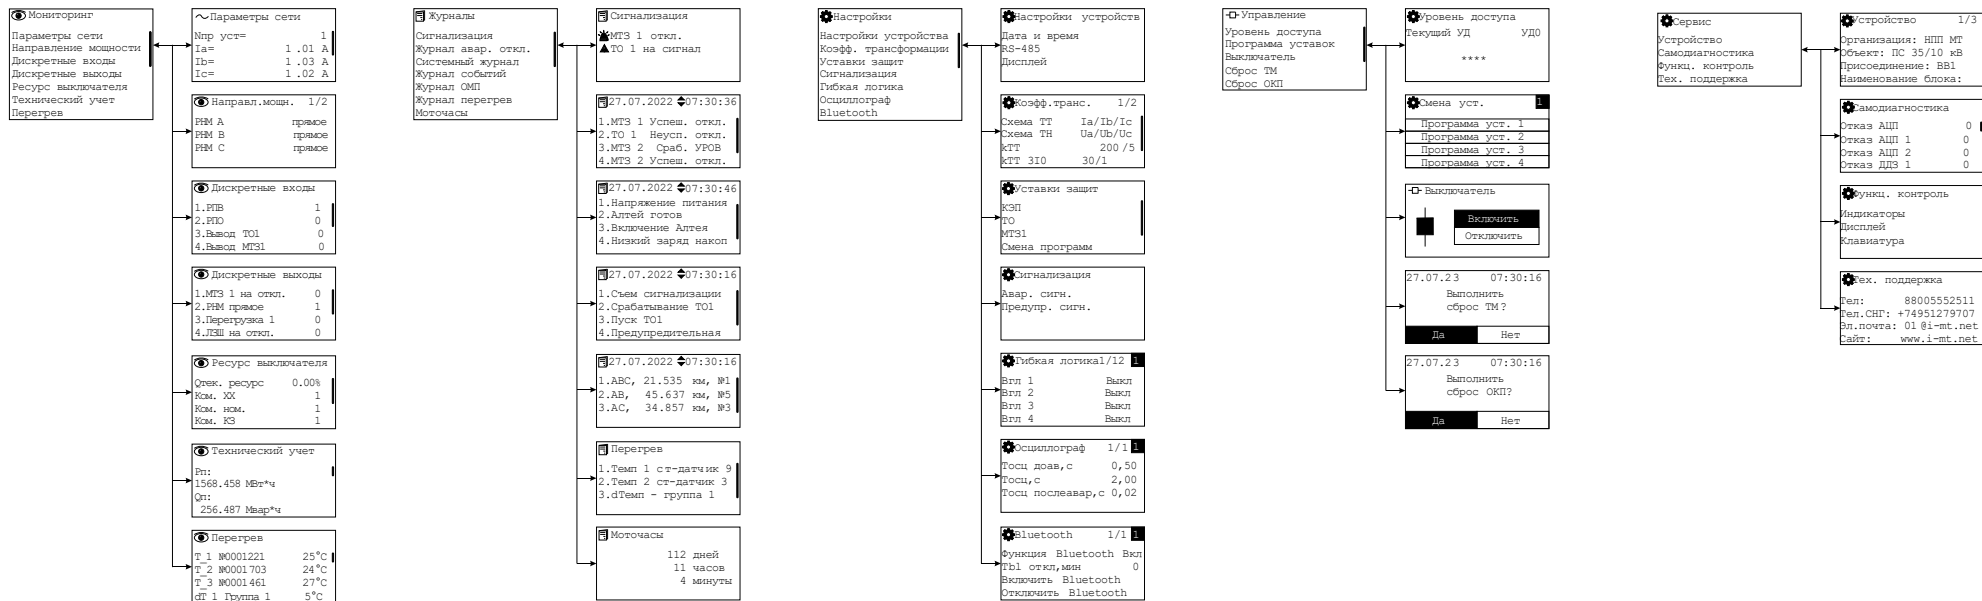 Мониторинг
Параметры сети
Направление мощности
Дискретные входы
Дискретные выходы
Ресурс выключателя
Технический учет
Перегрев
Параметры сети
Nпр уст= 1
Ia= 1.01 А
Ib= 1.03 А
Ic= 1.02 А
Направл.мощн. 1/2
РНМ А прямое
РНМ В прямое
РНМ С прямое
Дискретные входы
1.РПВ 1
2.РПО 0
3.Вывод ТО1 0
4.Вывод МТЗ1 0
Дискретные выходы
1.МТЗ 1 на откл. 0
2.РНМ прямое 1
3.Перегрузка 1 0
4.ЛЗШ на откл. 0
Ресурс выключателя
Qтек. ресурс 0.00%
Ком. ХХ 1
Ком. ном. 1
Ком. КЗ 1
Технический учет
Pп:
1568.458 МВт*ч
Qп:
256.487 Мвар*ч
Перегрев
Т_1 №0001221 25°C
Т_2 №0001703 24°C
Т_3 №0001461 27°C
dТ 1 Группа 1 5°C
Журналы
Сигнализация
Журнал авар. откл.
Системный журнал
Журнал событий
Журнал ОМП
Журнал перегрев
Моточасы
Сигнализация
МТЗ 1 откл.
ТО 1 на сигнал
27.07.2022 07:30:36
1.МТЗ 1 Успеш. откл.
2.ТО 1 Неусп. откл.
3.МТЗ 2 Сраб. УРОВ
4.МТЗ 2 Успеш. откл.
27.07.2022 07:30:46
1.Напряжение питания
2.Алтей готов
3.Включение Алтея
4.Низкий заряд накоп
27.07.2022 07:30:16
1.Съем сигнализации
2.Срабатывание ТО1
3.Пуск ТО1
4.Предупредительная
27.07.2022 07:30:16
1.АВС, 21.535 км, №1
2.АВ, 45.637 км, №5
3.АС, 34.857 км, №3
Перегрев
1.Темп 1 ст-датчик 9
2.Темп 2 ст-датчик 3
3.dТемп - группа 1
Моточасы
112 дней
11 часов
4 минуты
Настройки
Настройки устройства
Коэфф. трансформации
Уставки защит
Сигнализация
Гибкая логика
Осциллограф
Bluetooth
Настройки устройств
Дата и время
RS-485
Дисплей
Коэфф.транс. 1/2
Схема ТТ Ia/Ib/Ic
Схема ТН Ua/Ub/Uc
kТТ 200/5
kТТ 3I0 30/1
Уставки защит
КЭП
ТО
МТЗ1
Смена программ
Сигнализация
Авар. сигн.
Предупр. сигн.
Гибкая логика1/12 1
Вгл 1 Выкл
Вгл 2 Выкл
Вгл 3 Выкл
Вгл 4 Выкл
Осциллограф 1/1 1
Тосц доав,с 0,50
Тосц,с 2,00
Тосц послеавар,с 0,02
Bluetooth 1/1 1
Функция Bluetooth Вкл
Tbl откл,мин 0
Включить Bluetooth
Отключить Bluetooth
Управление
Уровень доступа
Программа уставок
Выключатель
Сброс ТМ
Сброс ОКП
Уровень доступа
Текущий УД УД0
****
Смена уст. 1
Программа уст. 1
Программа уст. 2
Программа уст. 3
Программа уст. 4
Выключатель
Включить
Отключить
27.07.23 07:30:16
Выполнить
сброс ТМ?
Да Нет
27.07.23 07:30:16
Выполнить
сброс ОКП?
Да Нет
Сервис
Устройство
Самодиагностика
Функц. контроль
Тех. поддержка
Устройство 1/3
Организация: НПП МТ
Объект: ПС 35/10 кВ
Присоединение: ВВ1
Наименование блока:
Самодиагностика
Отказ АЦП 0
Отказ АЦП 1 0
Отказ АЦП 2 0
Отказ ДДЗ 1 0
Функц. контроль
Индикаторы
Дисплей
Клавиатура
Тех. поддержка
Тел: 88005552511
Тел.СНГ: +74951279707
Эл.почта: 01@i-mt.net
Сайт: www.i-mt.net